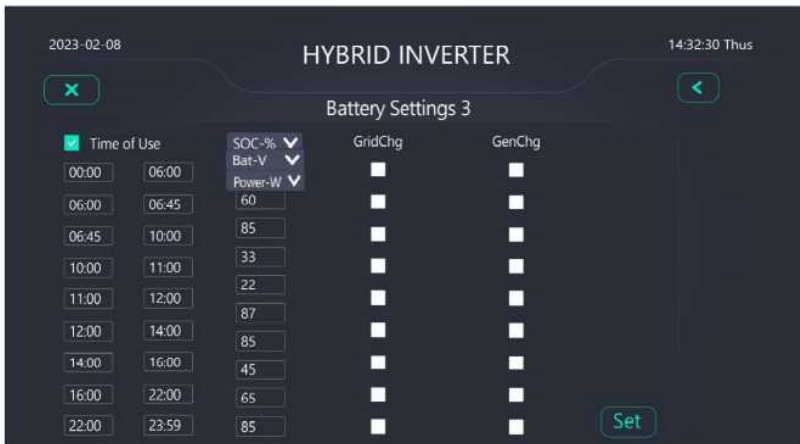 2023-02-08
HYBRID INVERTER
14:32:30 Thus
Battery Settings 3
Time of Use SOC-% GridChg GenChg
Bat-V
Power-W
00:00 06:00
06:00 06:45 60
06:45 10:00 85
10:00 11:00 33
11:00 12:00 22
12:00 14:00 87
14:00 16:00 85
16:00 22:00 45
22:00 23:59 65
85
Set